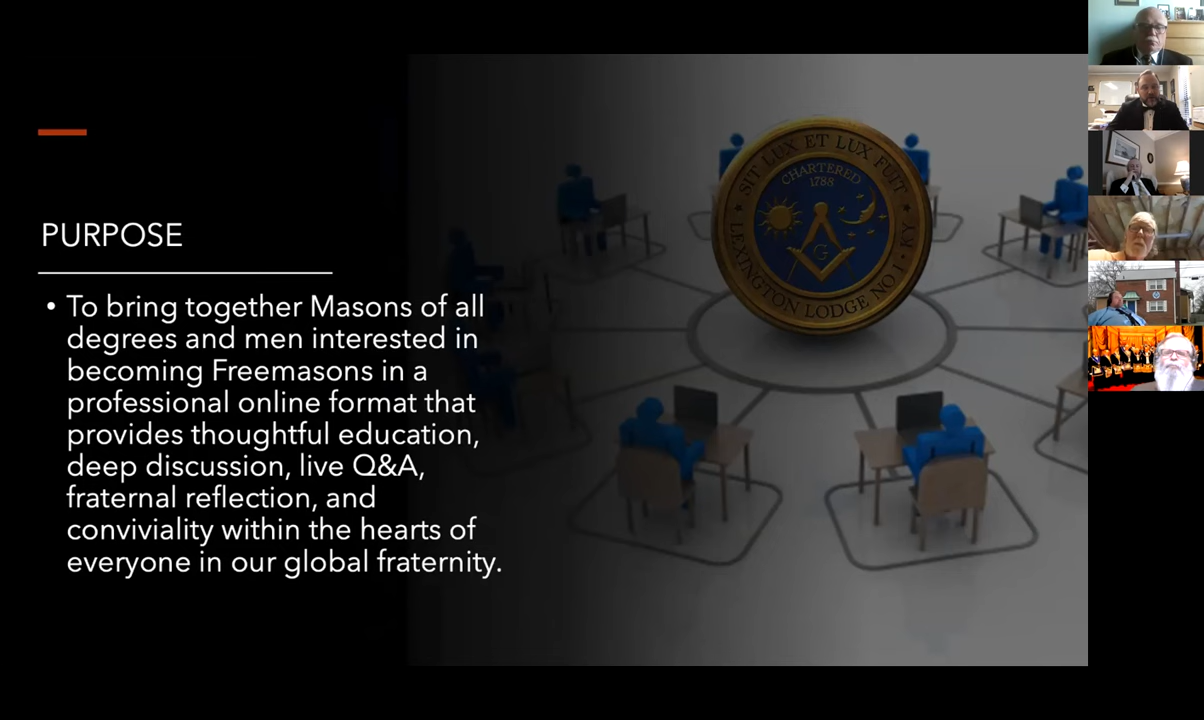 PURPOSE
• To bring together Masons of all
degrees and men interested in
becoming Freemasons in a
professional online format that
provides thoughtful education,
deep discussion, live Q&A,
fraternal reflection, and
conviviality within the hearts of
everyone in our global fraternity.
SIT LUX ET LUX FUIT
CHARTERED
1788
G
LEXINGTON LODGE NO 1 • KY